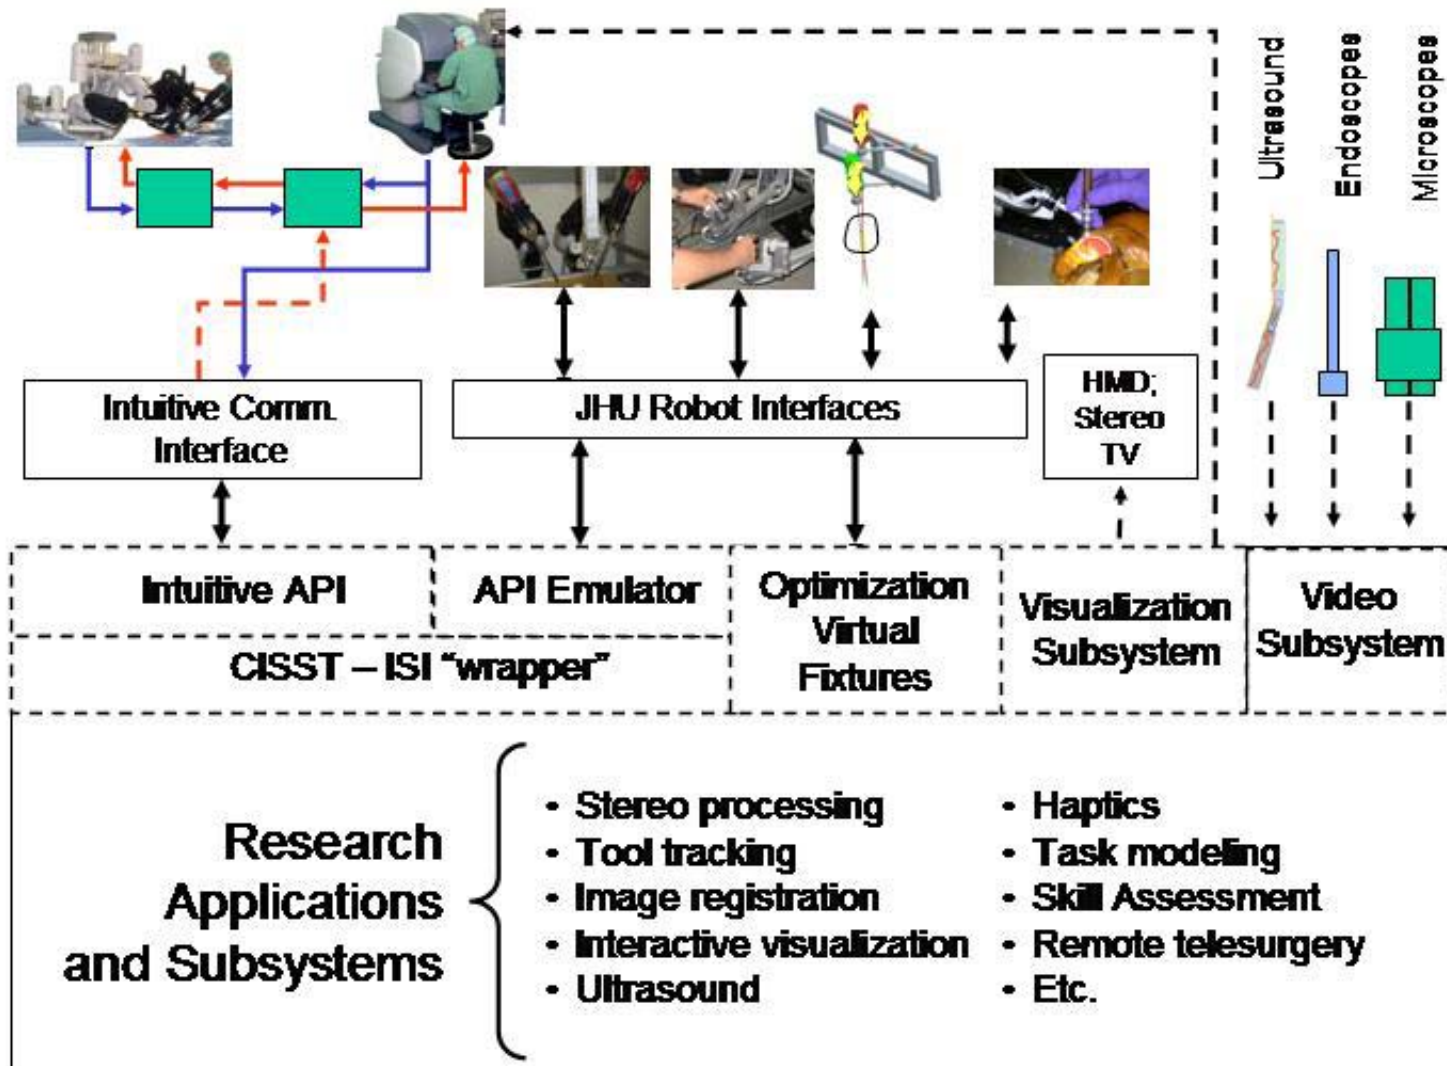 Ultrasound
Endoscopes
Microscopes
Intuitive Comm.
Interface
JHU Robot Interfaces
HMD;
Stereo
TV
Intuitive API
API Emulator
Optimization
Virtual
Fixtures
Visualization
Subsystem
Video
Subsystem
CISST – ISI “wrapper”
Research
Applications
and Subsystems
• Stereo processing
• Tool tracking
• Image registration
• Interactive visualization
• Ultrasound
• Haptics
• Task modeling
• Skill Assessment
• Remote telesurgery
• Etc.